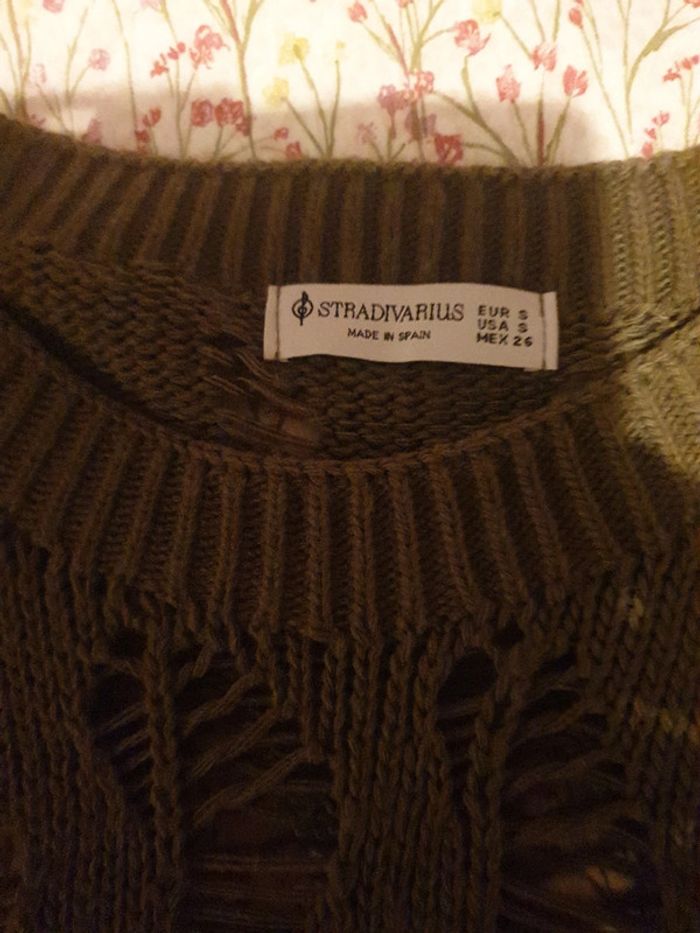 STRADIVARIUS
MADE IN SPAIN
EUR S
USA S
MEX 26